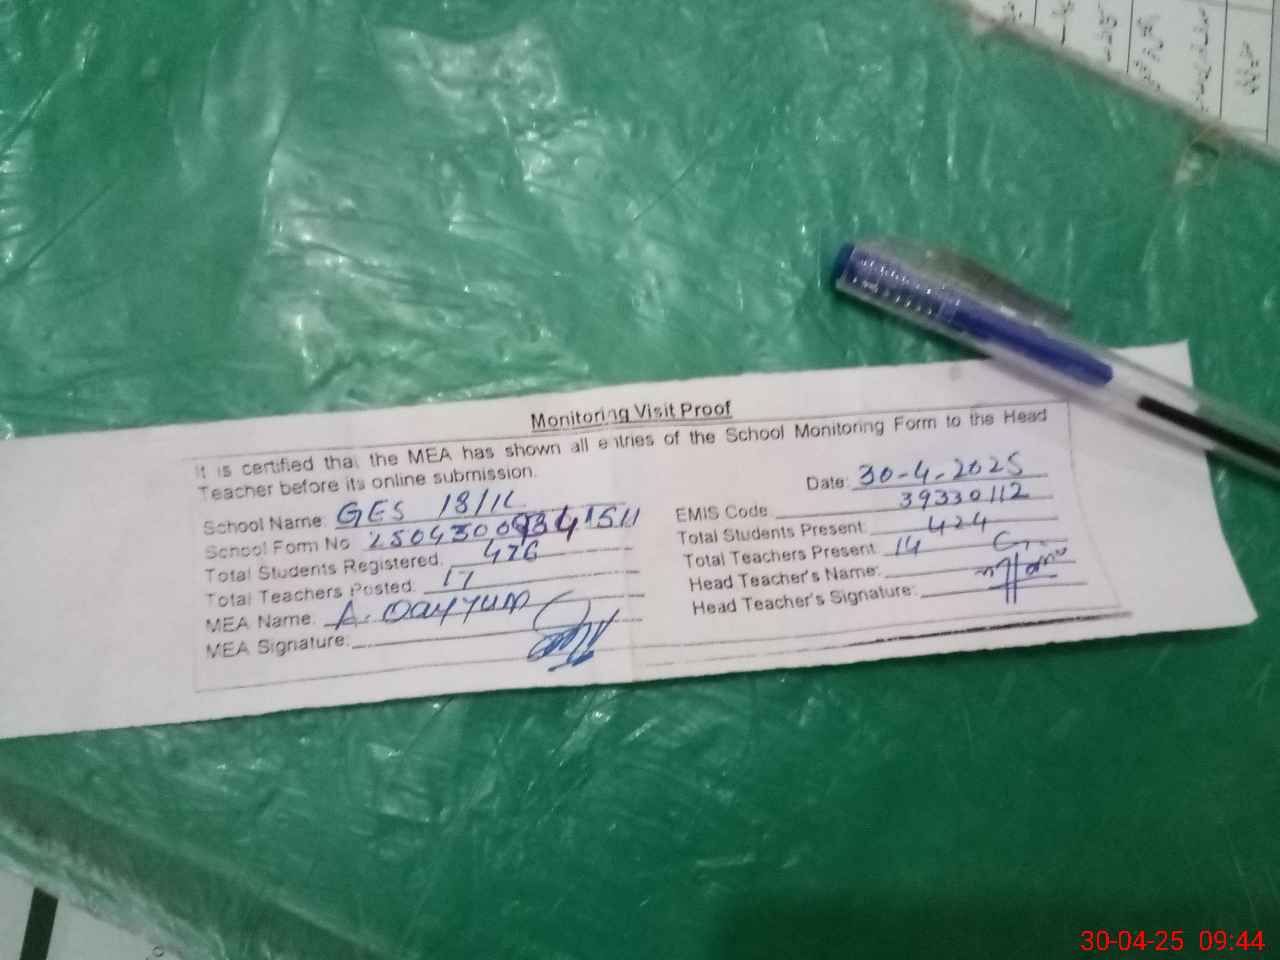 Monitoring Visit Proof
It is certified that the MEA has shown all entries of the School Monitoring Form to the Head
Teacher before its online submission.
Date: 30-4-2025
School Name: GES 18/1L
EMIS Code 39330112
School Form No
Total Students Present: 424
Total Students Registered: 476
Total Teachers Present 14
Total Teachers Posted: 17
Head Teacher's Name:
MEA Name: A. Qayyum
Head Teacher's Signature:
MEA Signature:
30-04-25 09:44